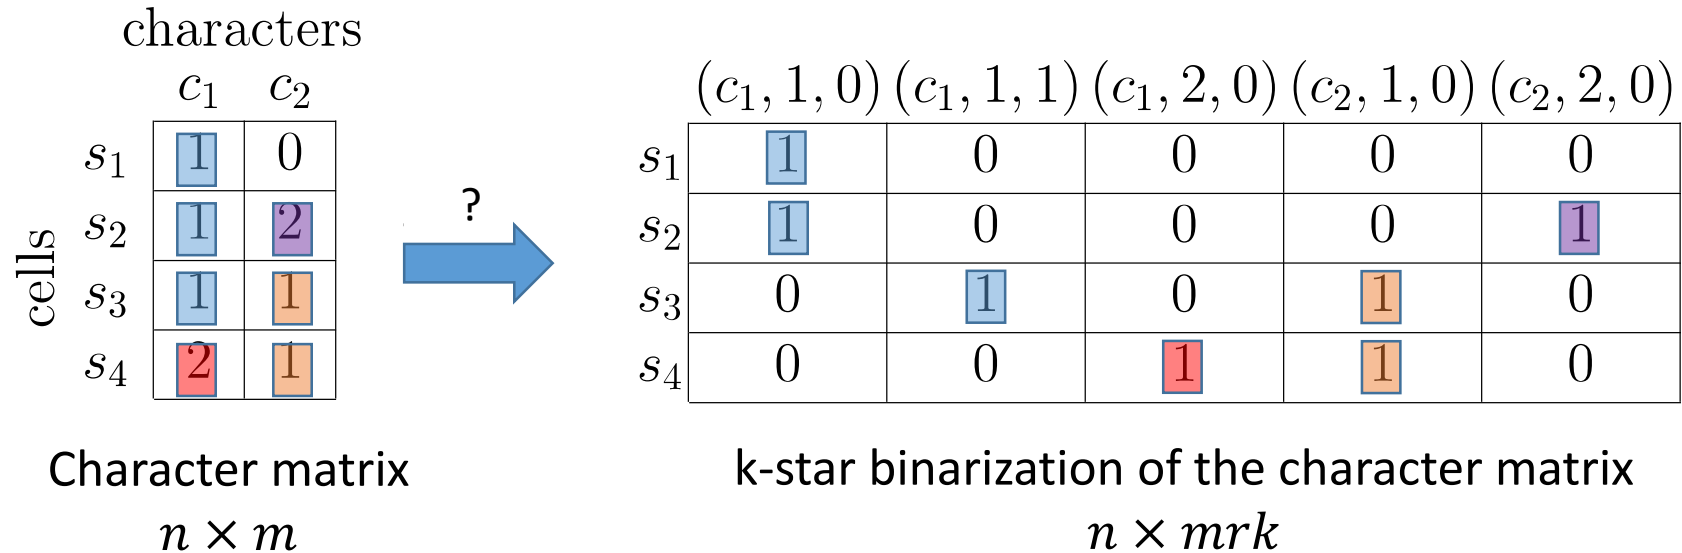 characters
c₁ c₂
cells
s₁ 1 0
s₂ 1 2
s₃ 1 1
s₄ 2 1
Character matrix
n × m
?
(c₁, 1, 0) (c₁, 1, 1) (c₁, 2, 0) (c₂, 1, 0) (c₂, 2, 0)
s₁ 1 0 0 0 0
s₂ 1 0 0 0 1
s₃ 0 1 0 1 0
s₄ 0 0 1 1 0
k-star binarization of the character matrix
n × mrk